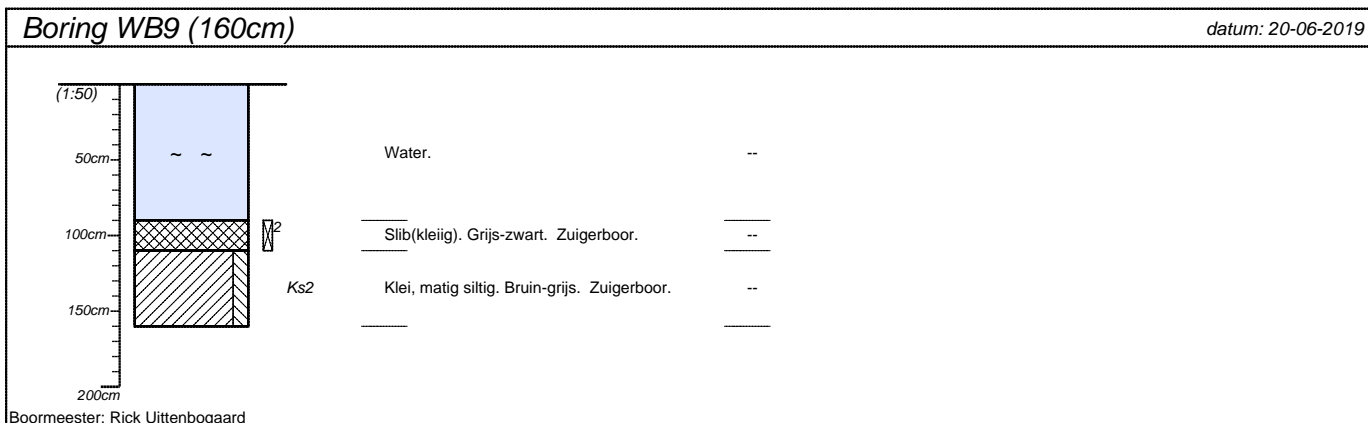 Boring WB9 (160cm) datum: 20-06-2019
(1:50)
50cm ~ ~ Water. --
100cm 2 Slib(kleiig). Grijs-zwart. Zuigerboor. --
Ks2 Klei, matig siltig. Bruin-grijs. Zuigerboor. --
150cm
200cm
Boormeester: Rick Uittenbogaard